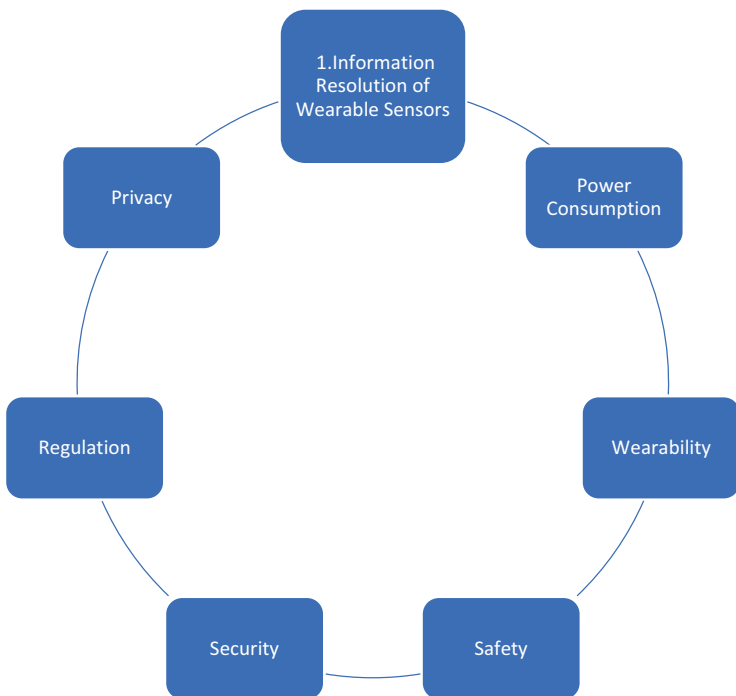 1.Information
Resolution of
Wearable Sensors
Power
Consumption
Wearability
Safety
Security
Regulation
Privacy